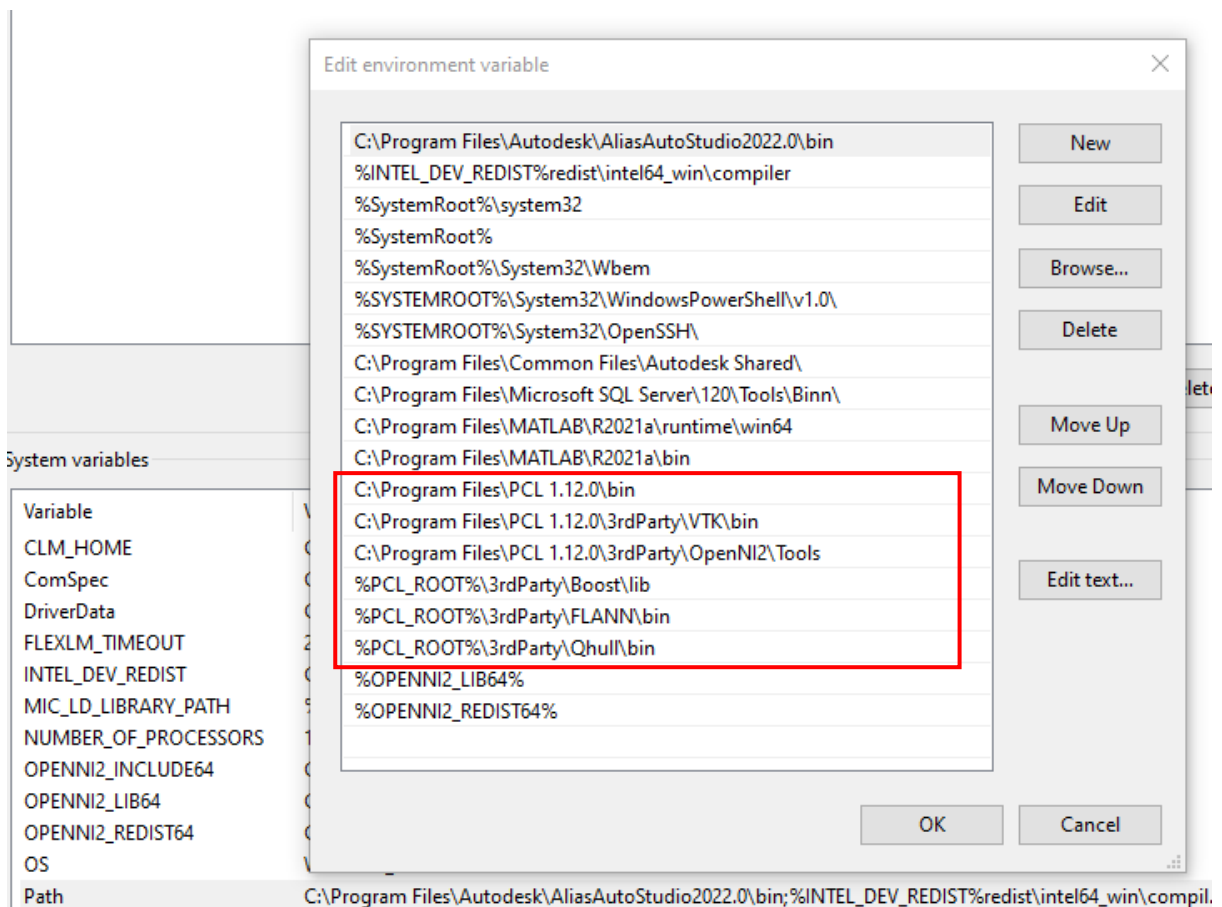 Edit environment variable
C:\Program Files\Autodesk\AliasAutoStudio2022.0\bin
%INTEL_DEV_REDIST%redist\intel64_win\compiler
%SystemRoot%\system32
%SystemRoot%
%SystemRoot%\System32\Wbem
%SYSTEMROOT%\System32\WindowsPowerShell\v1.0\
%SYSTEMROOT%\System32\OpenSSH\
C:\Program Files\Common Files\Autodesk Shared\
C:\Program Files\Microsoft SQL Server\120\Tools\Binn\
C:\Program Files\MATLAB\R2021a\runtime\win64
C:\Program Files\MATLAB\R2021a\bin
C:\Program Files\PCL 1.12.0\bin
C:\Program Files\PCL 1.12.0\3rdParty\VTK\bin
C:\Program Files\PCL 1.12.0\3rdParty\OpenNI2\Tools
%PCL_ROOT%\3rdParty\Boost\lib
%PCL_ROOT%\3rdParty\FLANN\bin
%PCL_ROOT%\3rdParty\Qhull\bin
%OPENNI2_LIB64%
%OPENNI2_REDIST64%
New
Edit
Browse...
Delete
Move Up
Move Down
Edit text...
OK
Cancel
System variables
Variable
CLM_HOME
ComSpec
DriverData
FLEXLM_TIMEOUT
INTEL_DEV_REDIST
MIC_LD_LIBRARY_PATH
NUMBER_OF_PROCESSORS
OPENNI2_INCLUDE64
OPENNI2_LIB64
OPENNI2_REDIST64
OS
Path C:\Program Files\Autodesk\AliasAutoStudio2022.0\bin;%INTEL_DEV_REDIST%redist\intel64_win\compil.